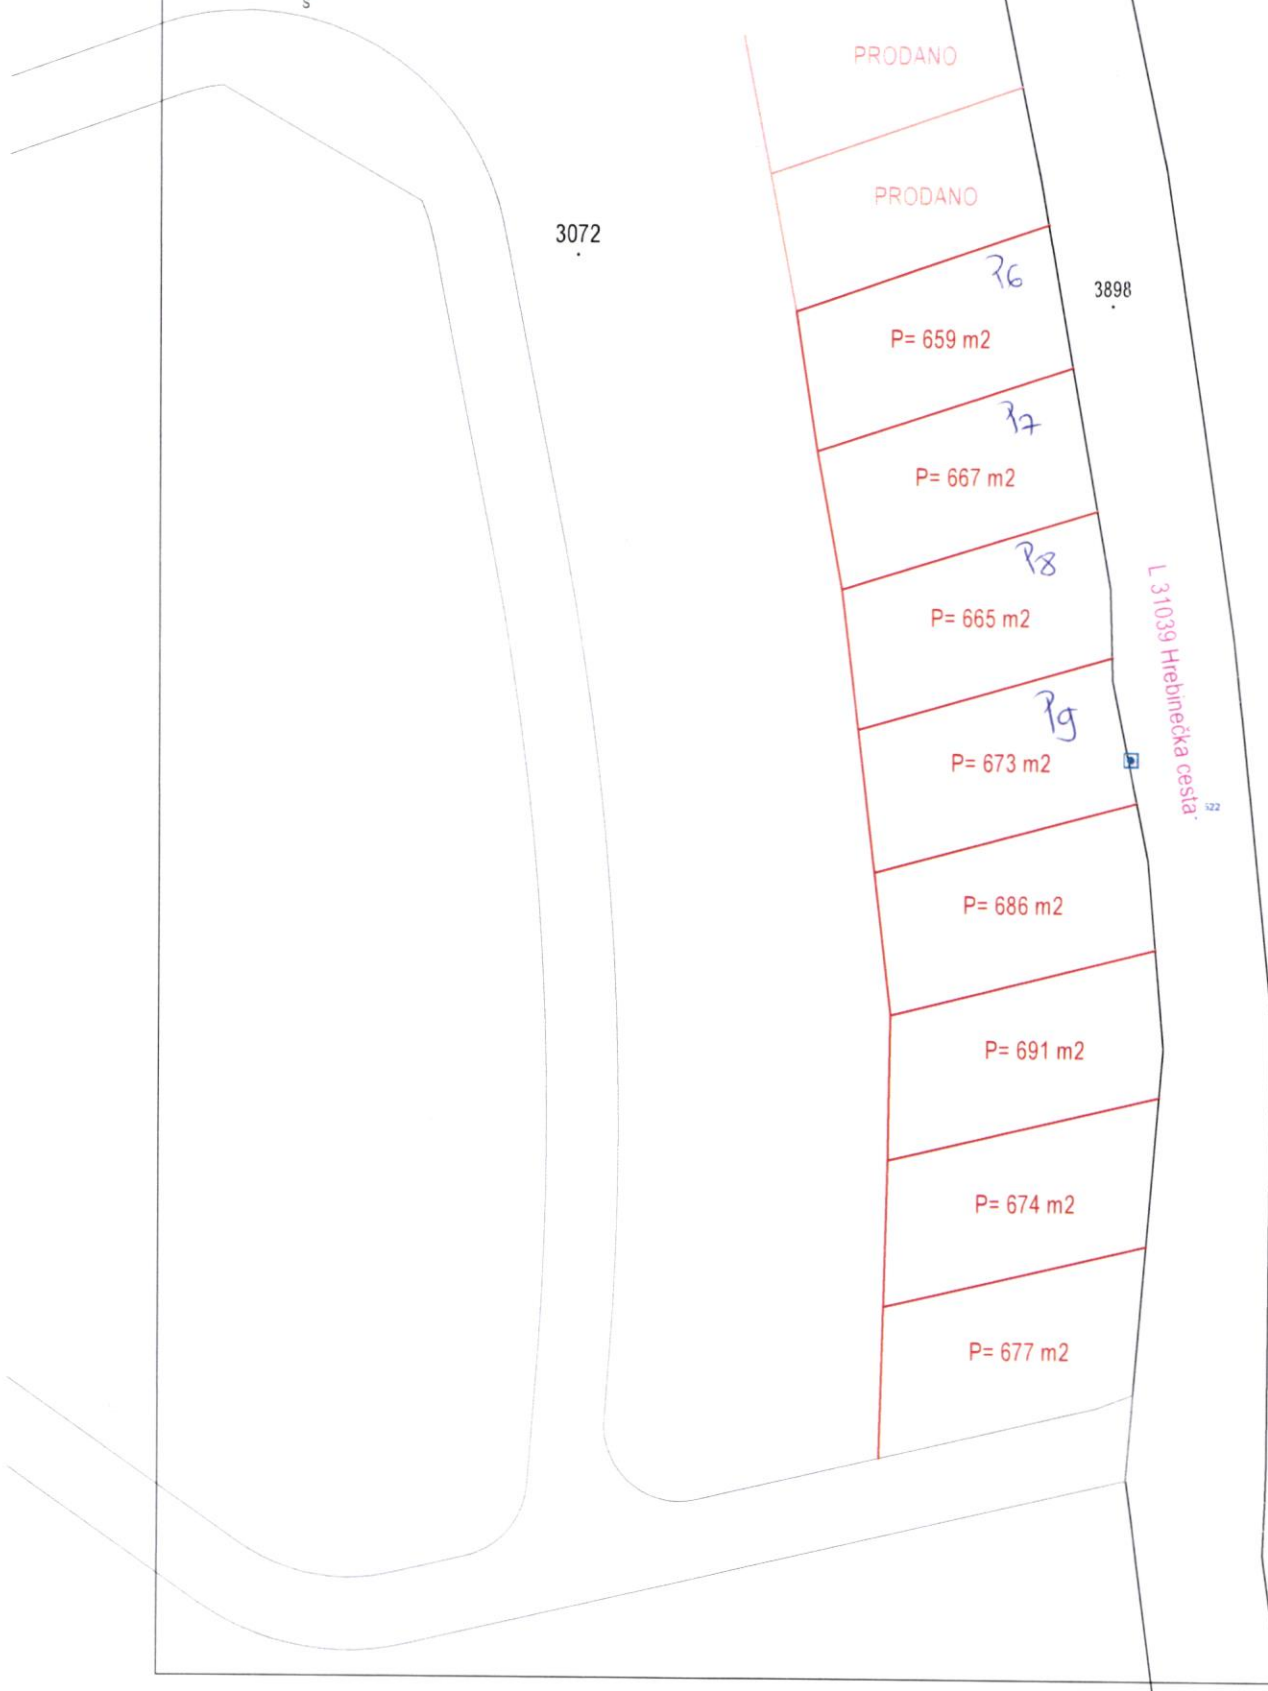 S
PRODANO
PRODANO
3072
P6
3898
P= 659 m2
P7
P= 667 m2
P8
P= 665 m2
L 31039 Hrebinečka cesta
P9
P= 673 m2
522
P= 686 m2
P= 691 m2
P= 674 m2
P= 677 m2